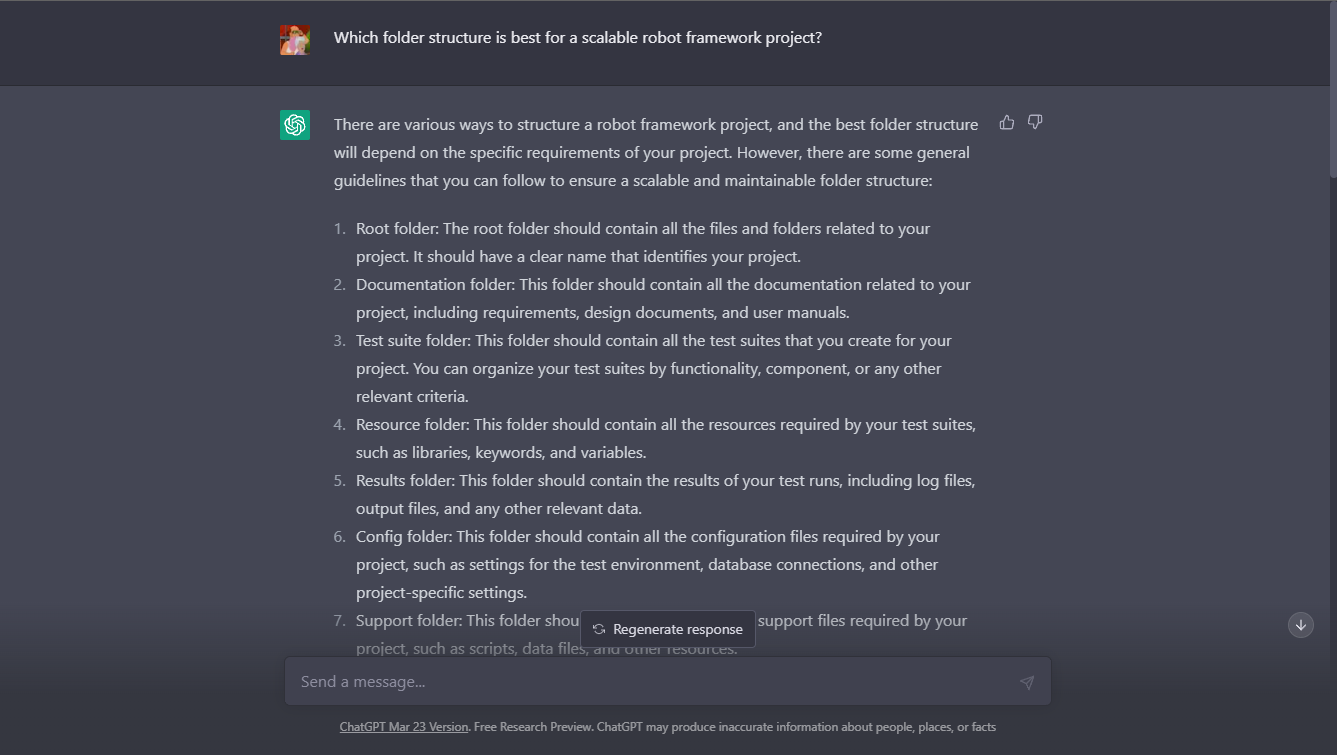 Which folder structure is best for a scalable robot framework project?
There are various ways to structure a robot framework project, and the best folder structure
will depend on the specific requirements of your project. However, there are some general
guidelines that you can follow to ensure a scalable and maintainable folder structure:
1. Root folder: The root folder should contain all the files and folders related to your
project. It should have a clear name that identifies your project.
2. Documentation folder: This folder should contain all the documentation related to your
project, including requirements, design documents, and user manuals.
3. Test suite folder: This folder should contain all the test suites that you create for your
project. You can organize your test suites by functionality, component, or any other
relevant criteria.
4. Resource folder: This folder should contain all the resources required by your test suites,
such as libraries, keywords, and variables.
5. Results folder: This folder should contain the results of your test runs, including log files,
output files, and any other relevant data.
6. Config folder: This folder should contain all the configuration files required by your
project, such as settings for the test environment, database connections, and other
project-specific settings.
7. Support folder: This folder shou support files required by your
Regenerate response
project, such as scripts, data files, and other resources.
Send a message...
ChatGPT Mar 23 Version. Free Research Preview. ChatGPT may produce inaccurate information about people, places, or facts